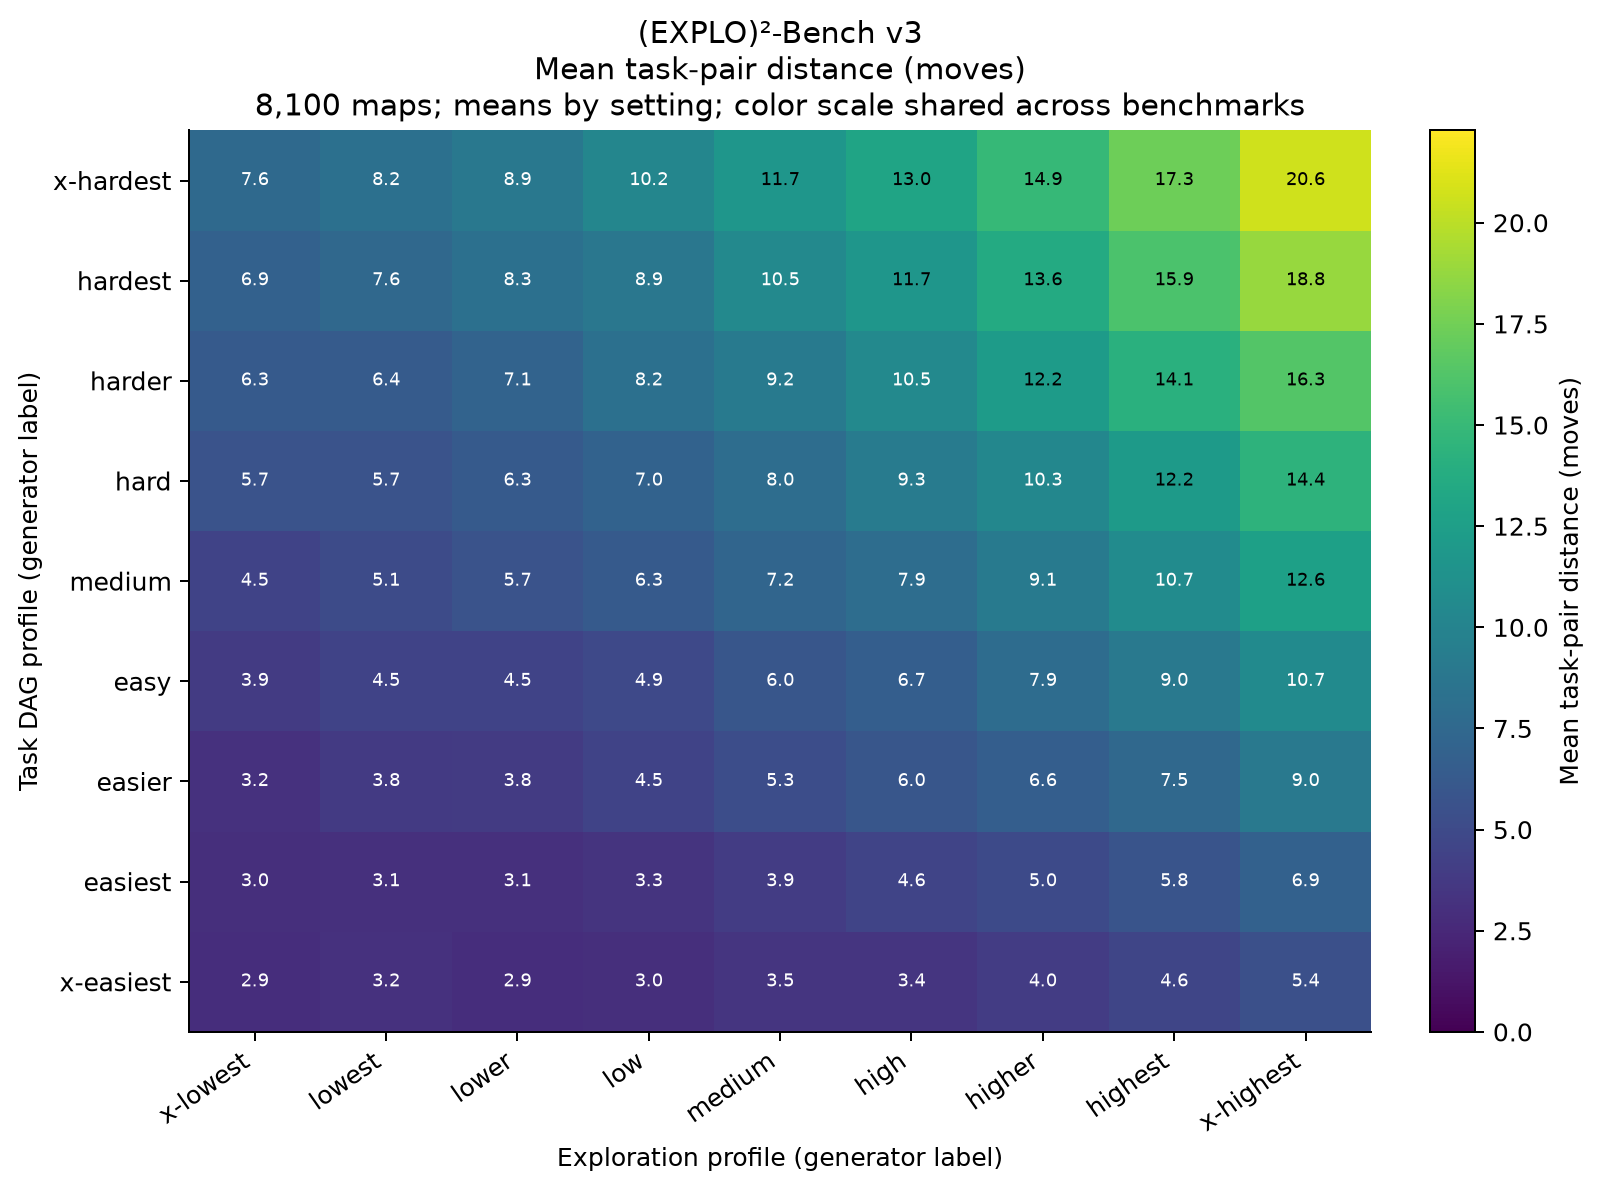 (EXPLO)²-Bench v3
Mean task-pair distance (moves)
8,100 maps; means by setting; color scale shared across benchmarks
x-hardest 7.6 8.2 8.9 10.2 11.7 13.0 14.9 17.3 20.6
hardest 6.9 7.6 8.3 8.9 10.5 11.7 13.6 15.9 18.8
harder 6.3 6.4 7.1 8.2 9.2 10.5 12.2 14.1 16.3
hard 5.7 5.7 6.3 7.0 8.0 9.3 10.3 12.2 14.4
medium 4.5 5.1 5.7 6.3 7.2 7.9 9.1 10.7 12.6
easy 3.9 4.5 4.5 4.9 6.0 6.7 7.9 9.0 10.7
easier 3.2 3.8 3.8 4.5 5.3 6.0 6.6 7.5 9.0
easiest 3.0 3.1 3.1 3.3 3.9 4.6 5.0 5.8 6.9
x-easiest 2.9 3.2 2.9 3.0 3.5 3.4 4.0 4.6 5.4
x-lowest lowest lower low medium high higher highest x-highest
Exploration profile (generator label)
Task DAG profile (generator label)
20.0
17.5
15.0
12.5
10.0
7.5
5.0
2.5
0.0
Mean task-pair distance (moves)